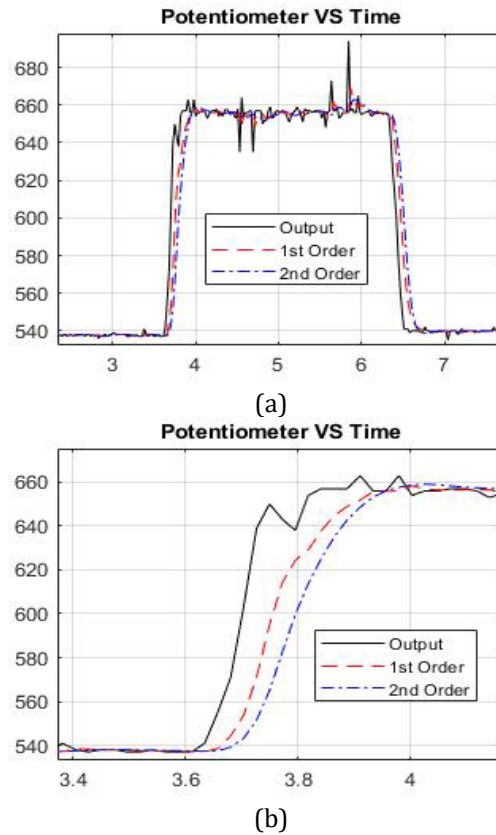 Potentiometer VS Time
680
660
640
620
600
580
560
540
Output
1st Order
2nd Order
3 4 5 6 7
(a)
Potentiometer VS Time
660
640
620
600
580
560
540
Output
1st Order
2nd Order
3.4 3.6 3.8 4
(b)